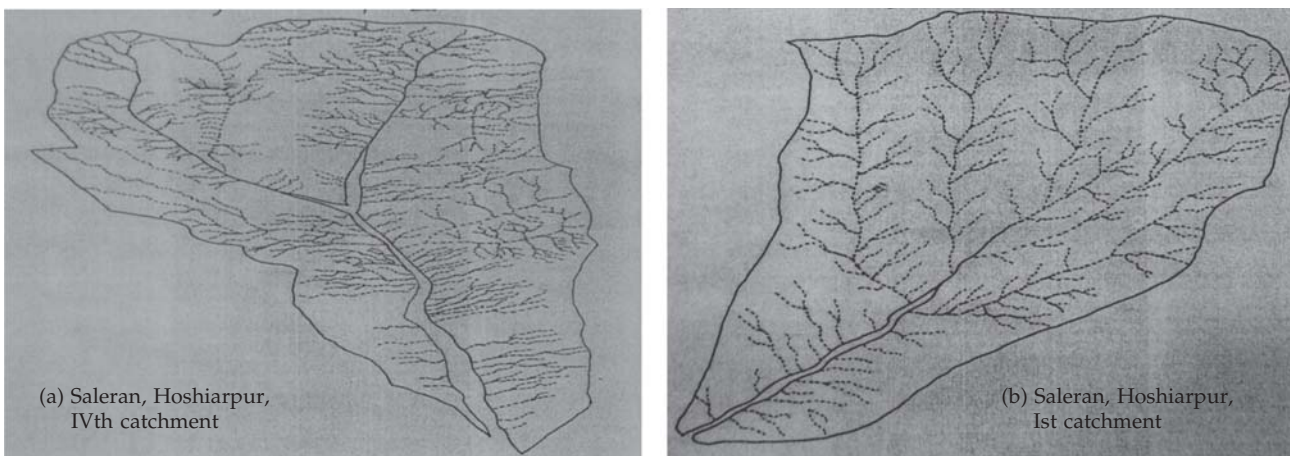 (a) Saleran, Hoshiarpur,
IVth catchment
(b) Saleran, Hoshiarpur,
Ist catchment